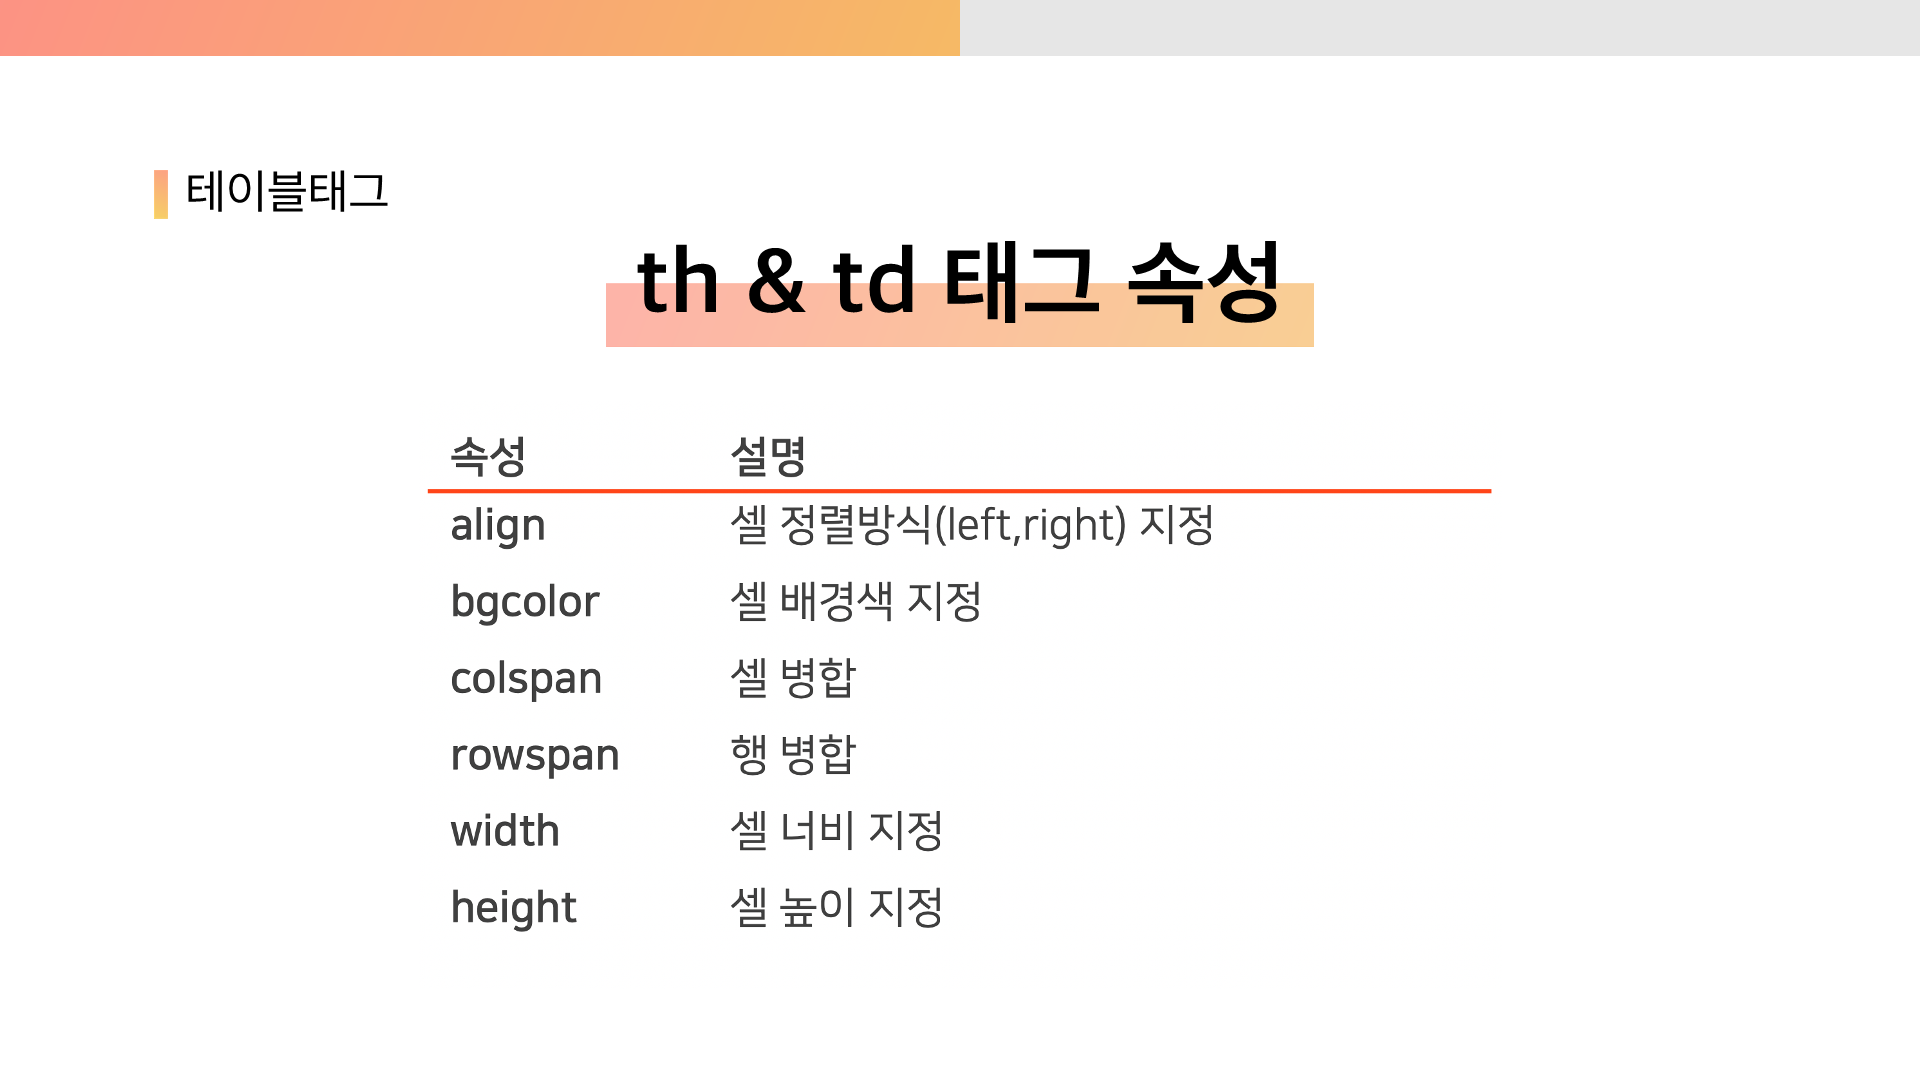 테이블태그
th & td 태그 속성
속성 설명
align 셀 정렬방식(left,right) 지정
bgcolor 셀 배경색 지정
colspan 셀 병합
rowspan 행 병합
width 셀 너비 지정
height 셀 높이 지정